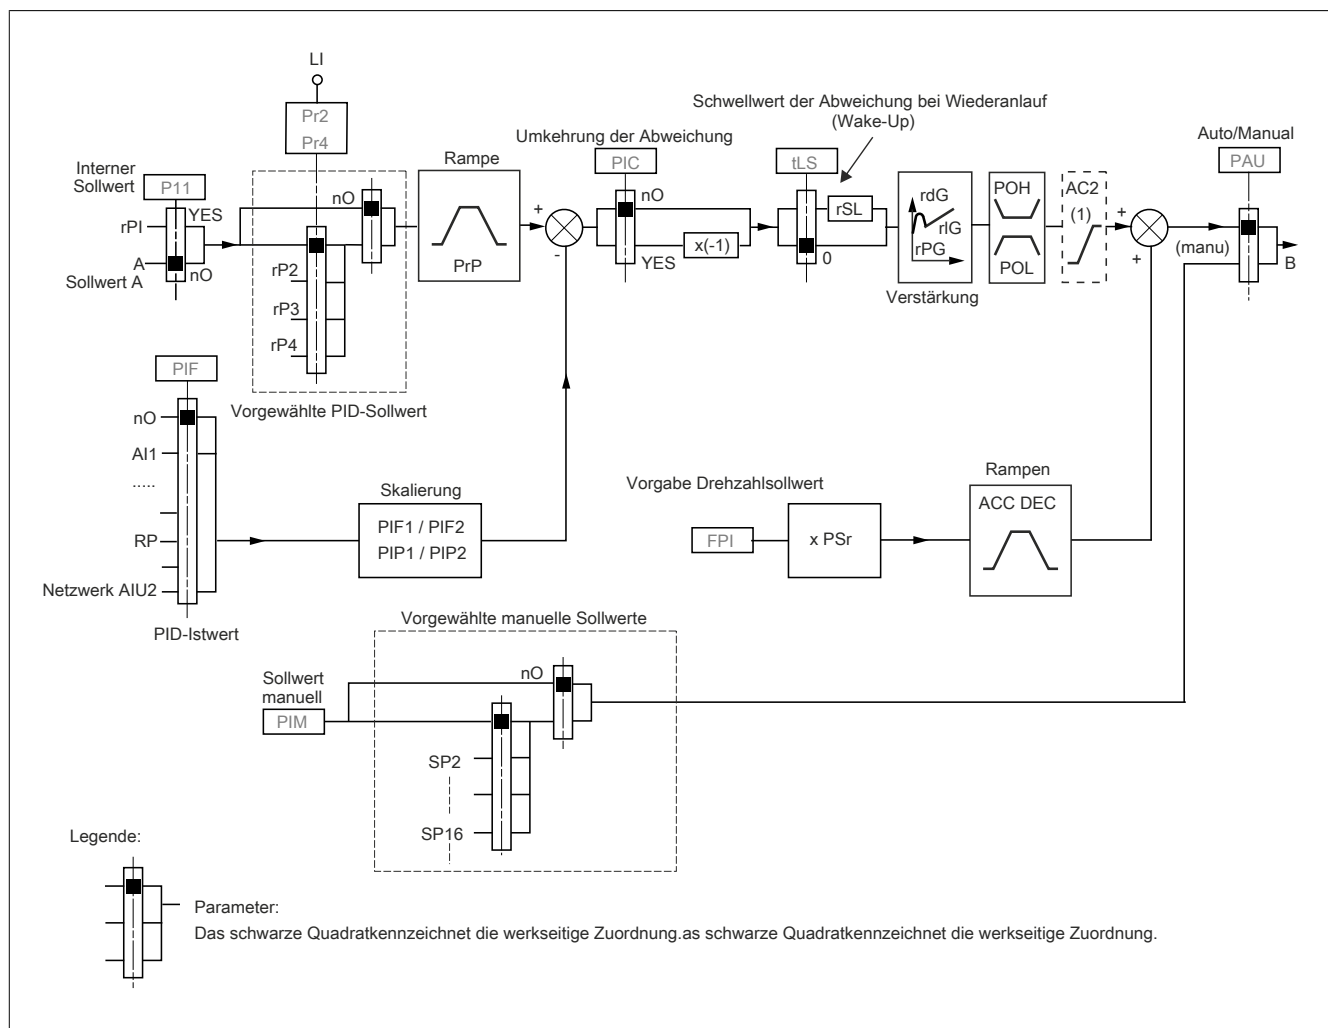 LI
Pr2
Pr4
Interner
Sollwert
P11
YES
rPI
A
nO
Sollwert A
nO
rP2
rP3
rP4
Vorgewählte PID-Sollwert
Rampe
PrP
+
-
Umkehrung der Abweichung
PIC
nO
YES
x(-1)
Schwellwert der Abweichung bei Wiederanlauf
(Wake-Up)
tLS
rSL
0
rdG
rIG
rPG
Verstärkung
POH
POL
AC2
(1)
+
+
Auto/Manual
PAU
(manu)
B
PIF
nO
AI1
.....
RP
Netzwerk AIU2
PID-Istwert
Skalierung
PIF1 / PIF2
PIP1 / PIP2
Vorgabe Drehzahlsollwert
FPI
x PSr
Rampen
ACC DEC
Vorgewählte manuelle Sollwerte
Sollwert
manuell
PIM
nO
SP2
SP16
Legende:
Parameter:
Das schwarze Quadratkennzeichnet die werkseitige Zuordnung.as schwarze Quadratkennzeichnet die werkseitige Zuordnung.